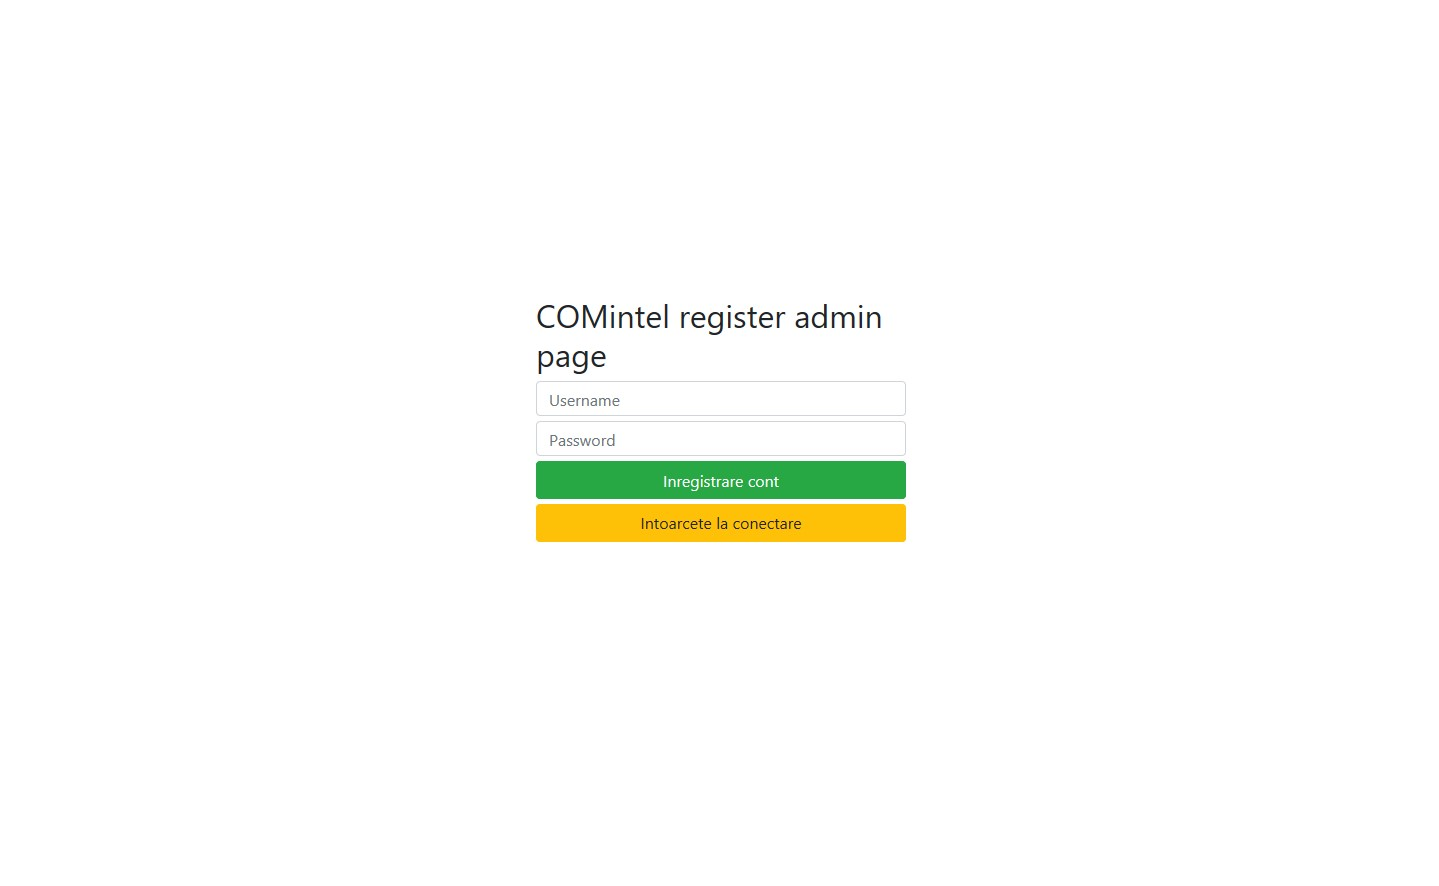 COMintel register admin
page
Username
Password
Inregistrare cont
Intoarcete la conectare